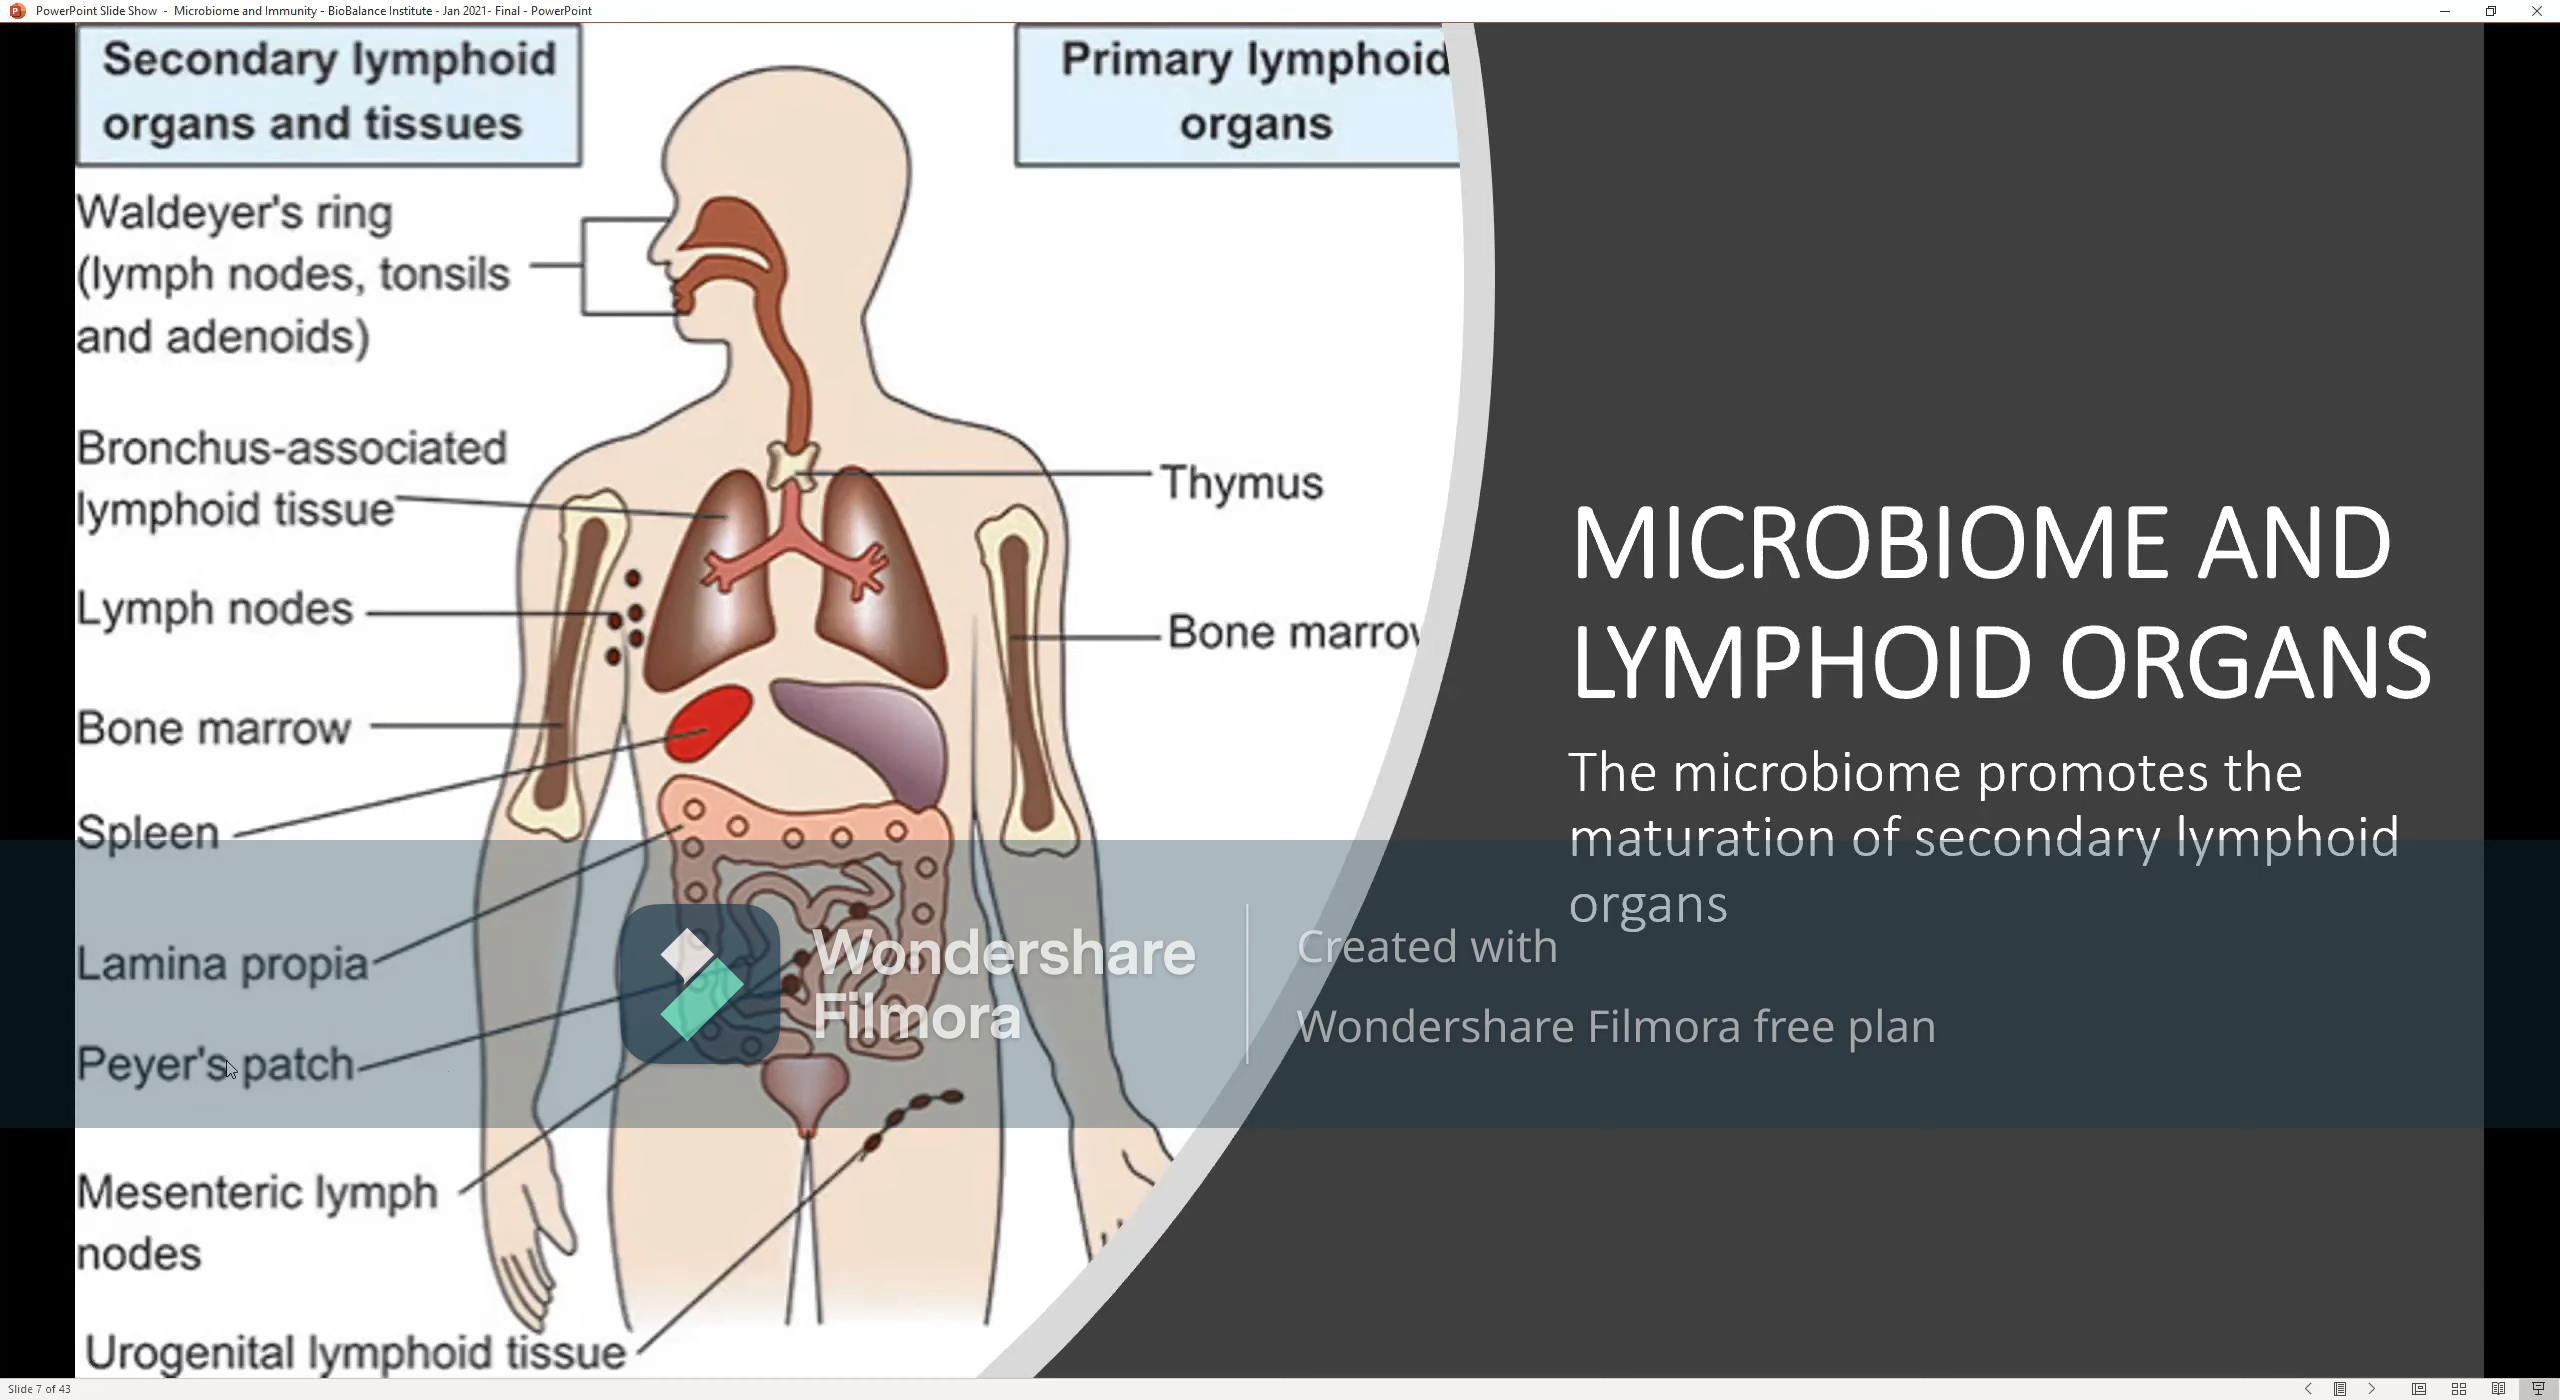 PowerPoint Slide Show - Microbiome and Immunity - BioBalance Institute - Jan 2021- Final - PowerPoint
Secondary lymphoid
organs and tissues
Primary lymphoid
organs
Waldeyer's ring
(lymph nodes, tonsils
and adenoids)
Bronchus-associated
lymphoid tissue
Lymph nodes
Bone marrow
Spleen
Lamina propia
Peyer's patch
Mesenteric lymph
nodes
Urogenital lymphoid tissue
Thymus
Bone marrow
MICROBIOME AND
LYMPHOID ORGANS
The microbiome promotes the
maturation of secondary lymphoid
organs
Wondershare
Filmora
Created with
Wondershare Filmora free plan
Slide 7 of 43